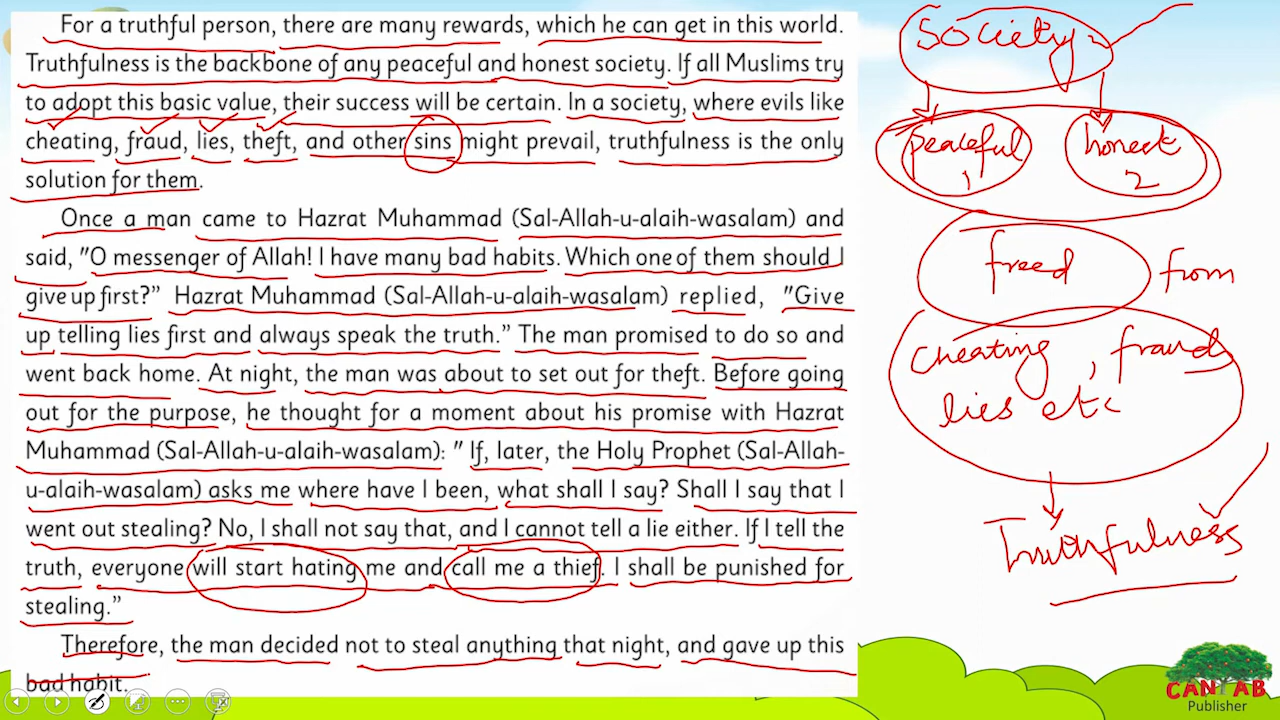 For a truthful person, there are many rewards, which he can get in this world.
Truthfulness is the backbone of any peaceful and honest society. If all Muslims try
to adopt this basic value, their success will be certain. In a society, where evils like
cheating, fraud, lies, theft, and other sins might prevail, truthfulness is the only
solution for them.
Once a man came to Hazrat Muhammad (Sal-Allah-u-alaih-wasalam) and
said, "O messenger of Allah! I have many bad habits. Which one of them should I
give up first?” Hazrat Muhammad (Sal-Allah-u-alaih-wasalam) replied, "Give
up telling lies first and always speak the truth.” The man promised to do so and
went back home. At night, the man was about to set out for theft. Before going
out for the purpose, he thought for a moment about his promise with Hazrat
Muhammad (Sal-Allah-u-alaih-wasalam): " If, later, the Holy Prophet (Sal-Allah-
u-alaih-wasalam) asks me where have I been, what shall I say? Shall I say that I
went out stealing? No, I shall not say that, and I cannot tell a lie either. If I tell the
truth, everyone will start hating me and call me a thief. I shall be punished for
stealing.”
Therefore, the man decided not to steal anything that night, and gave up this
bad habit.
Society
peaceful honest
1 2
freed from
cheating, frauds
lies etc
Truthfulness
CANTAB
Publisher